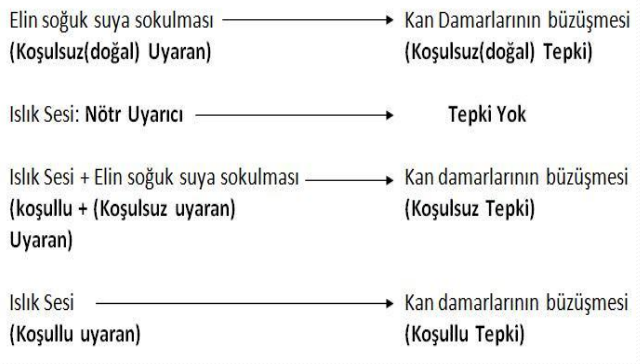 Elin soğuk suya sokulması Kan Damarlarının büzüşmesi
(Koşulsuz(doğal) Uyaran) (Koşulsuz(doğal) Tepki)
Islık Sesi: Nötr Uyarıcı Tepki Yok
Islık Sesi + Elin soğuk suya sokulması Kan damarlarının büzüşmesi
(koşullu + (Koşulsuz uyaran) (Koşulsuz Tepki)
Uyaran)
Islık Sesi Kan damarlarının büzüşmesi
(Koşullu uyaran) (Koşullu Tepki)